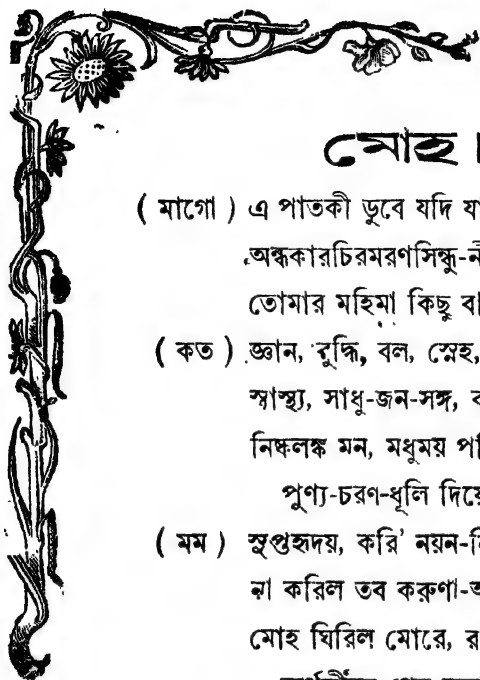 মোহ।
( মাগো ) এ পাতকী ডুবে যদি যা
অন্ধকারচিরমরণসিন্ধু-নী
তোমার মহিমা কিছু বা
( কত ) জ্ঞান, বুদ্ধি, বল, স্নেহ,
স্বাস্থ্য, সাধু-জন-সঙ্গ, ব
নিষ্কলঙ্ক মন, মধুময় পরি
পুণ্য-চরণ-ধূলি দিয়ে
( মম ) সুপ্তহৃদয়, করি' নয়ন-নি
না করিল তব করুণা-অ
মোহ ঘিরিল মোরে, র